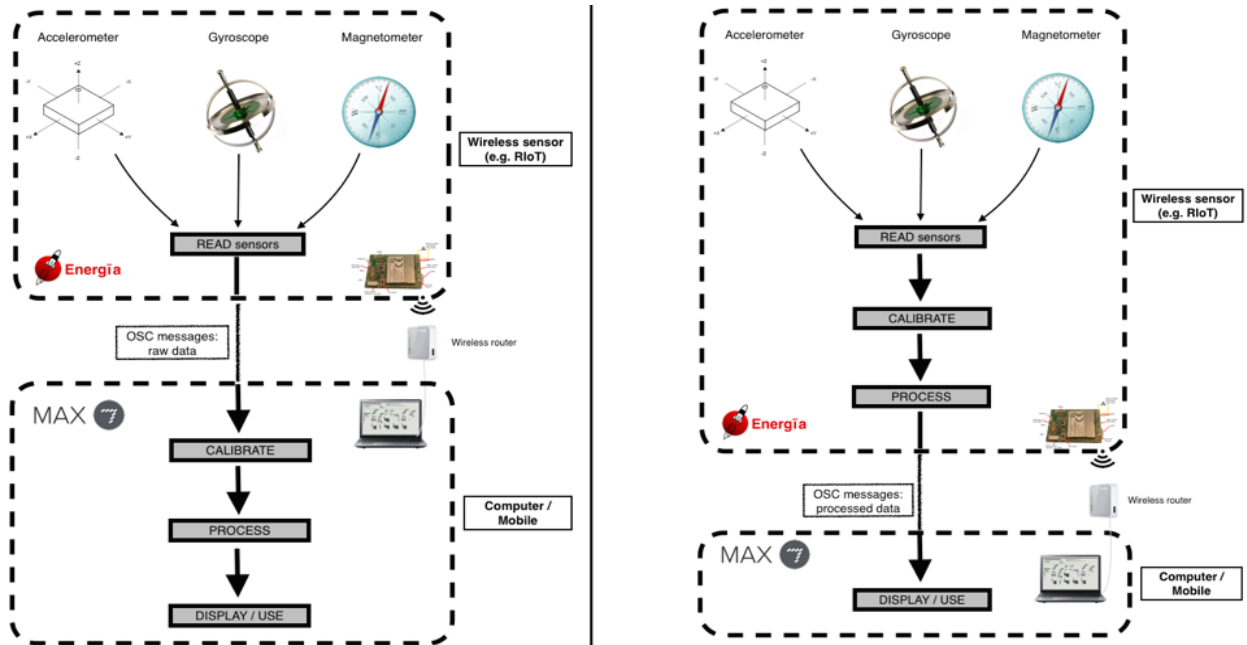 Accelerometer
Gyroscope
Magnetometer
+Z
-Y
-X
+X
+Y
-Z
N
W
E
S
READ sensors
Energïa
Wireless sensor
(e.g. RIoT)
OSC messages:
raw data
Wireless router
MAX
CALIBRATE
PROCESS
DISPLAY / USE
Computer /
Mobile
Accelerometer
Gyroscope
Magnetometer
+Z
-Y
-X
+X
+Y
-Z
N
W
E
S
READ sensors
CALIBRATE
PROCESS
Energïa
Wireless sensor
(e.g. RIoT)
OSC messages:
processed data
Wireless router
MAX
DISPLAY / USE
Computer /
Mobile